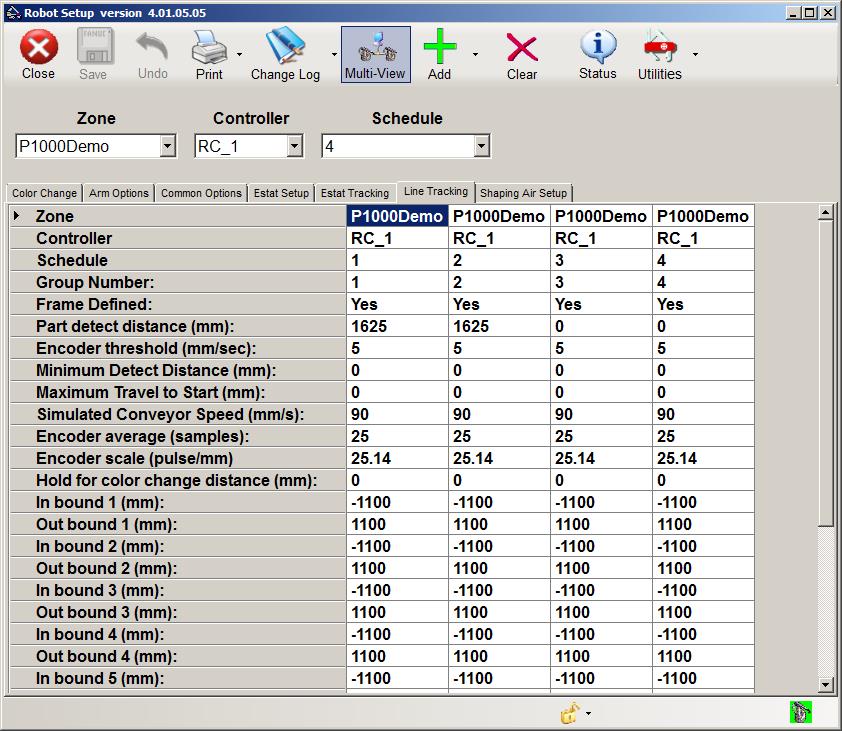 Robot Setup version 4.01.05.05
FANUC
Close Save Undo Print Change Log Multi-View Add Clear Status Utilities
Zone Controller Schedule
P1000Demo RC_1 4
Color Change Arm Options Common Options Estat Setup Estat Tracking Line Tracking Shaping Air Setup
Zone P1000Demo P1000Demo P1000Demo P1000Demo
Controller RC_1 RC_1 RC_1 RC_1
Schedule 1 2 3 4
Group Number: 1 2 3 4
Frame Defined: Yes Yes Yes Yes
Part detect distance (mm): 1625 1625 0 0
Encoder threshold (mm/sec): 5 5 5 5
Minimum Detect Distance (mm): 0 0 0 0
Maximum Travel to Start (mm): 0 0 0 0
Simulated Conveyor Speed (mm/s): 90 90 90 90
Encoder average (samples): 25 25 25 25
Encoder scale (pulse/mm) 25.14 25.14 25.14 25.14
Hold for color change distance (mm): 0 0 0 0
In bound 1 (mm): -1100 -1100 -1100 -1100
Out bound 1 (mm): 1100 1100 1100 1100
In bound 2 (mm): -1100 -1100 -1100 -1100
Out bound 2 (mm): 1100 1100 1100 1100
In bound 3 (mm): -1100 -1100 -1100 -1100
Out bound 3 (mm): 1100 1100 1100 1100
In bound 4 (mm): -1100 -1100 -1100 -1100
Out bound 4 (mm): 1100 1100 1100 1100
In bound 5 (mm): -1100 -1100 -1100 -1100